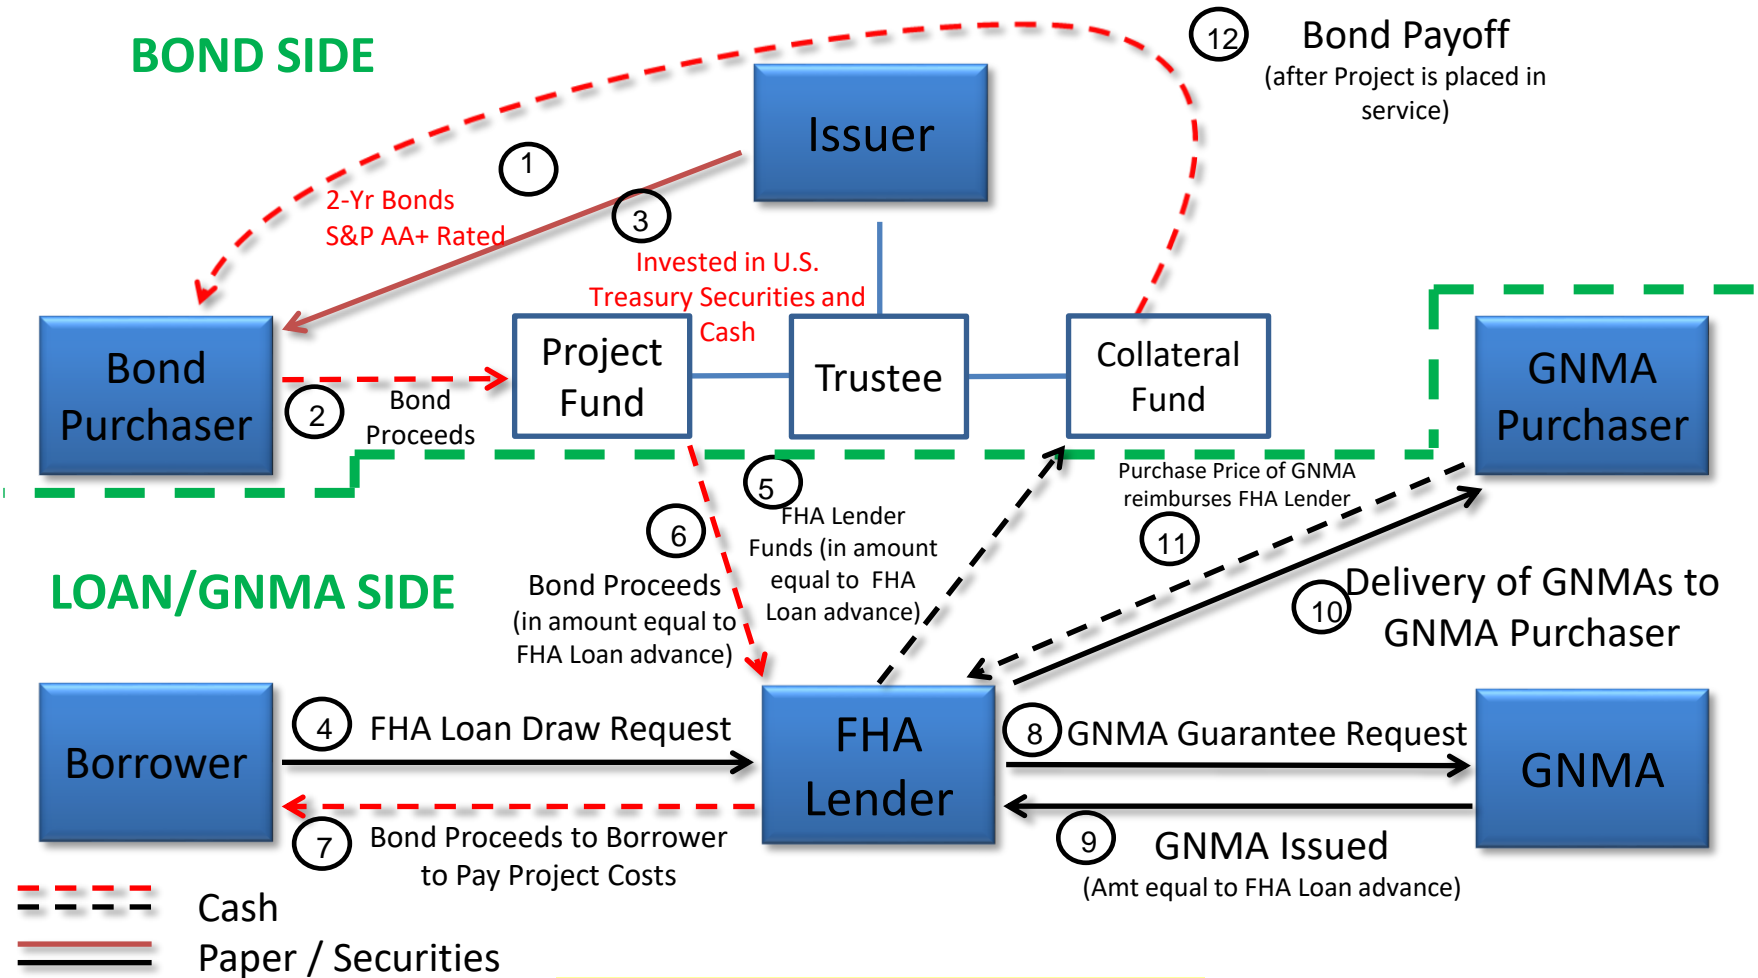 BOND SIDE
12
Bond Payoff
(after Project is placed in
service)
Issuer
1
2-Yr Bonds
S&P AA+ Rated
3
Invested in U.S.
Treasury Securities and
Cash
Bond
Purchaser
2
Bond
Proceeds
Project
Fund
Trustee
Collateral
Fund
GNMA
Purchaser
5
FHA Lender
Funds (in amount
equal to FHA
Loan advance)
Purchase Price of GNMA
reimburses FHA Lender
11
6
Bond Proceeds
(in amount equal to
FHA Loan advance)
LOAN/GNMA SIDE
10
Delivery of GNMAs to
GNMA Purchaser
Borrower
4
FHA Loan Draw Request
FHA
Lender
8
GNMA Guarantee Request
GNMA
7
Bond Proceeds to Borrower
to Pay Project Costs
9
GNMA Issued
(Amt equal to FHA Loan advance)
Cash
Paper / Securities